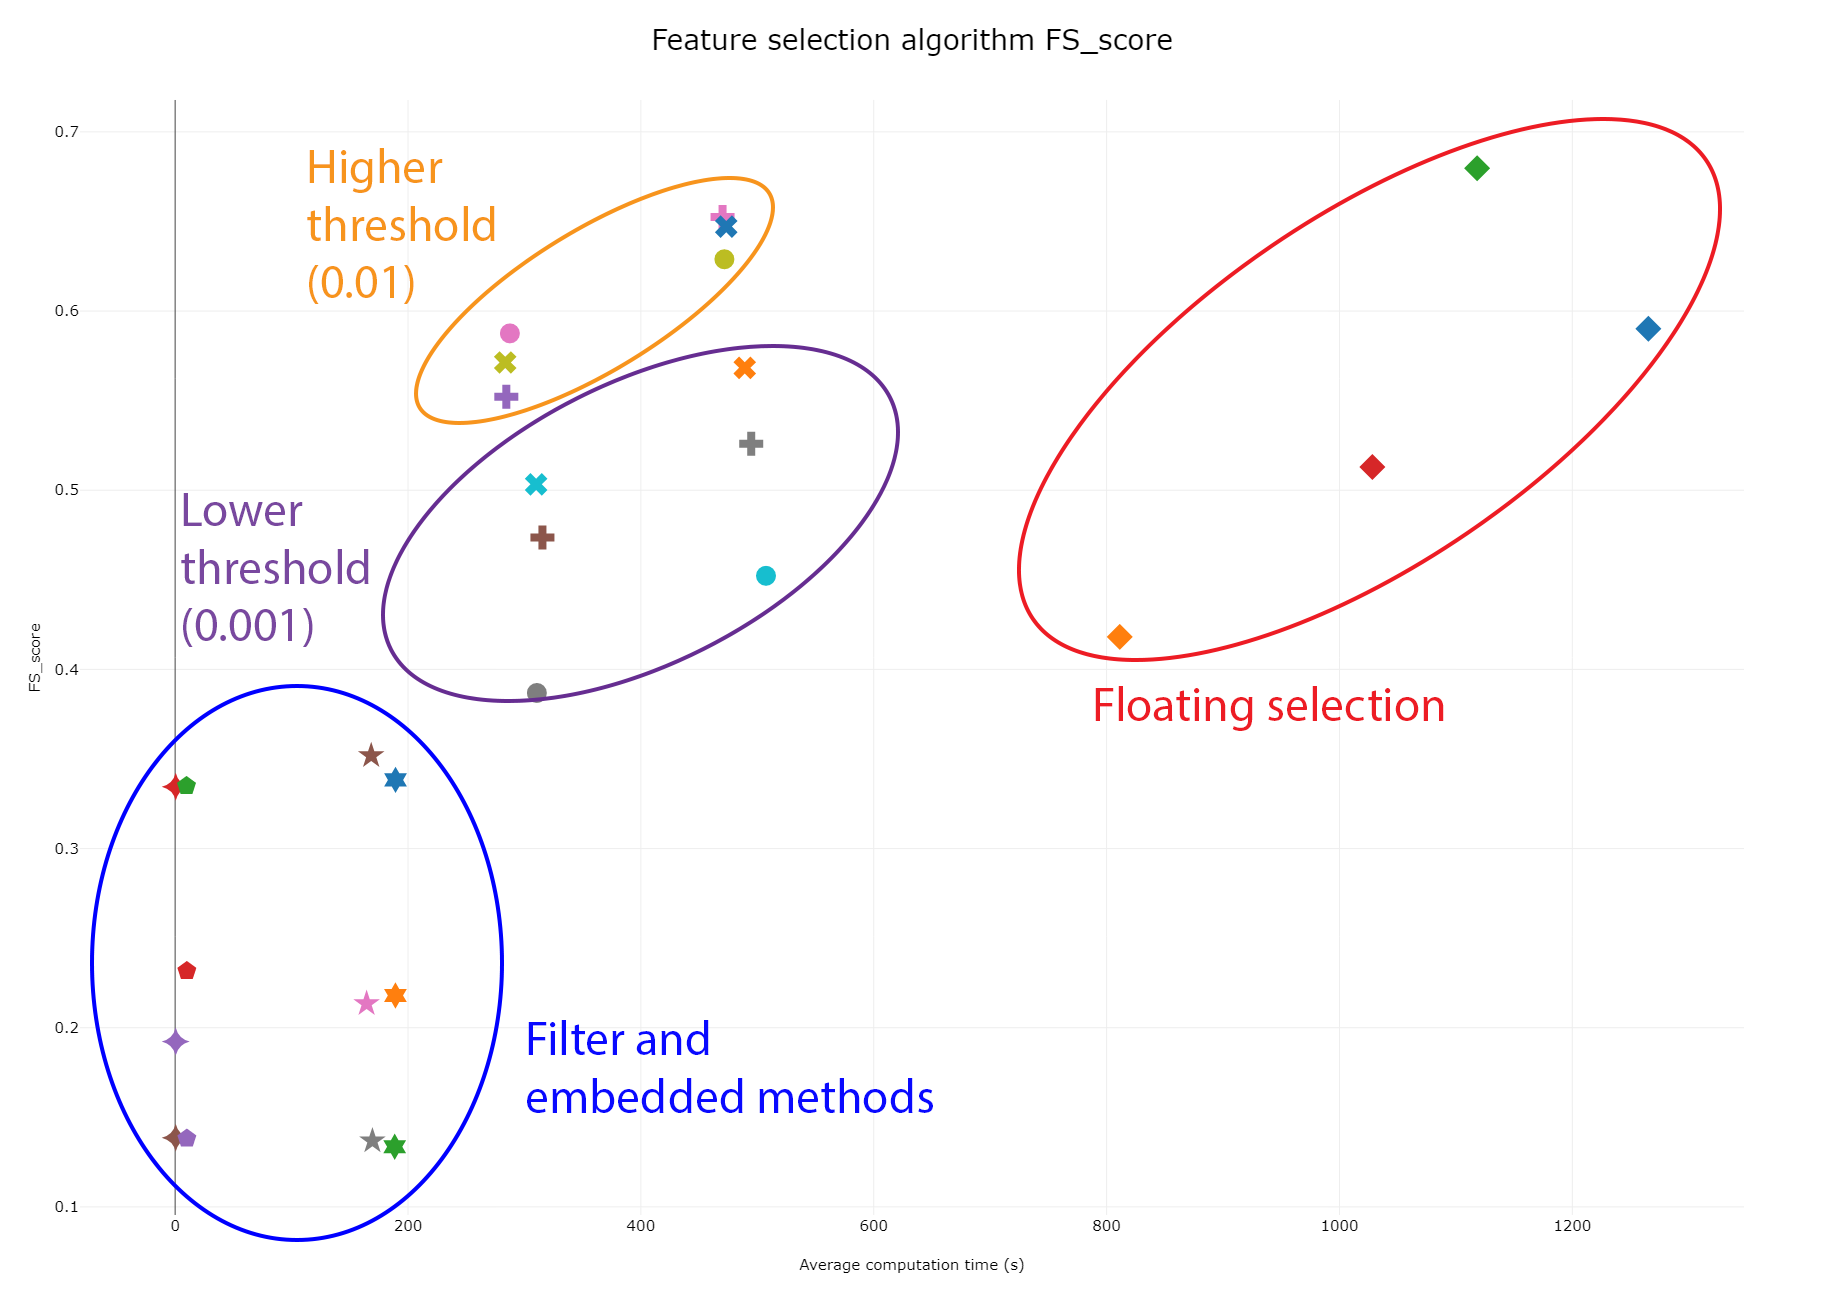 Feature selection algorithm FS_score
0.7
0.6
0.5
0.4
0.3
0.2
0.1
FS_score
Higher
threshold
(0.01)
Lower
threshold
(0.001)
Floating selection
Filter and
embedded methods
0 200 400 600 800 1000 1200
Average computation time (s)